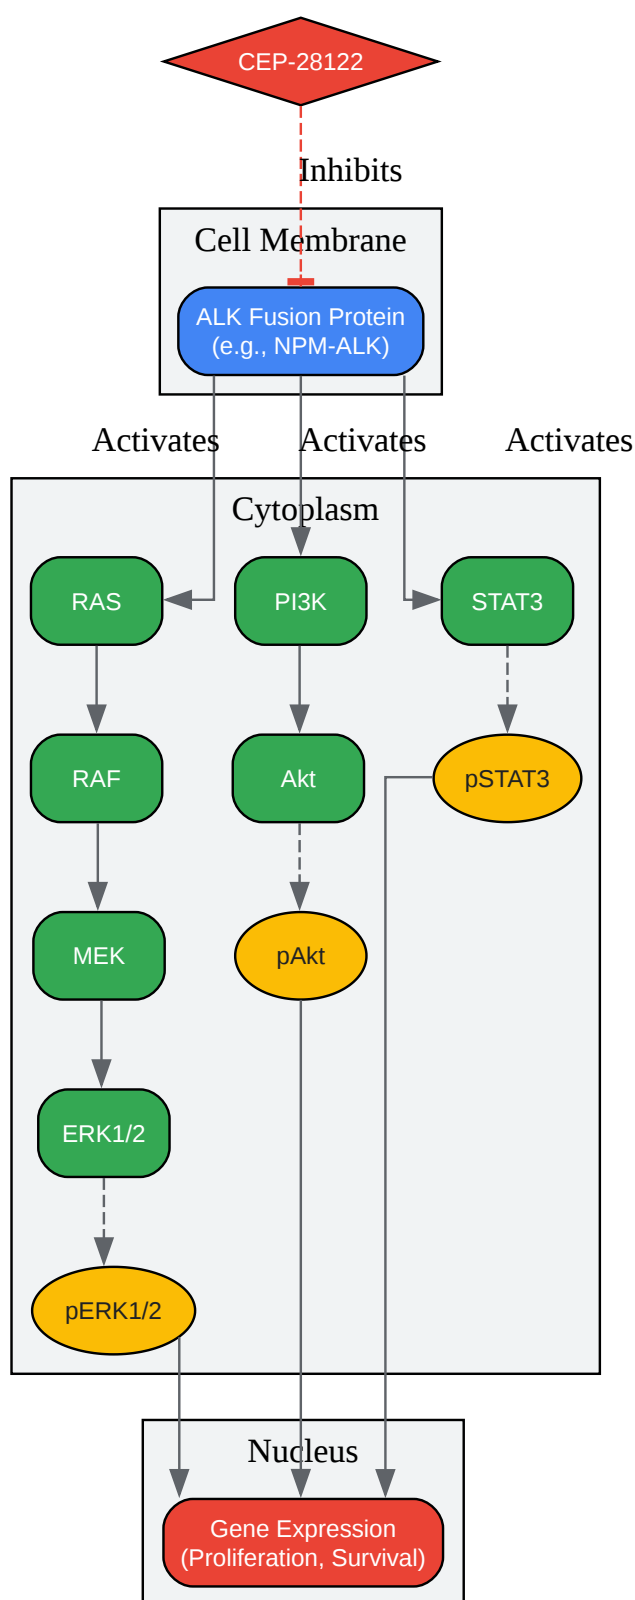 CEP-28122
Inhibits
Cell Membrane
ALK Fusion Protein
(e.g., NPM-ALK)
Activates
Activates
Activates
Cytoplasm
RAS
PI3K
STAT3
RAF
Akt
pSTAT3
MEK
pAkt
ERK1/2
pERK1/2
Nucleus
Gene Expression
(Proliferation, Survival)